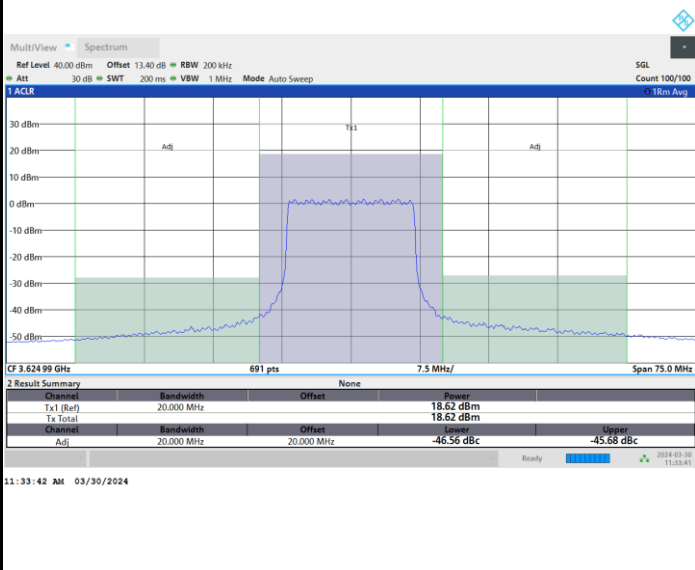 MultiView Spectrum
Ref Level 40.00 dBm Offset 13.40 dB RBW 200 kHz SGL
Att 30 dB SWT 200 ms VBW 1 MHz Mode Auto Sweep Count 100/100
1 ACLR 1Rm Avg
30 dBm
Tx1
Adj Adj
20 dBm
10 dBm
0 dBm
-10 dBm
-20 dBm
-30 dBm
-40 dBm
-50 dBm
CF 3.624 99 GHz 691 pts 7.5 MHz/ Span 75.0 MHz
2 Result Summary None
Channel Bandwidth Offset Power
Tx1 (Ref) 20.000 MHz 18.62 dBm
Tx Total 18.62 dBm
Channel Bandwidth Offset Lower Upper
Adj 20.000 MHz 20.000 MHz -46.56 dBc -45.68 dBc
Ready 2024-03-30
11:33:41
11:33:42 AM 03/30/2024